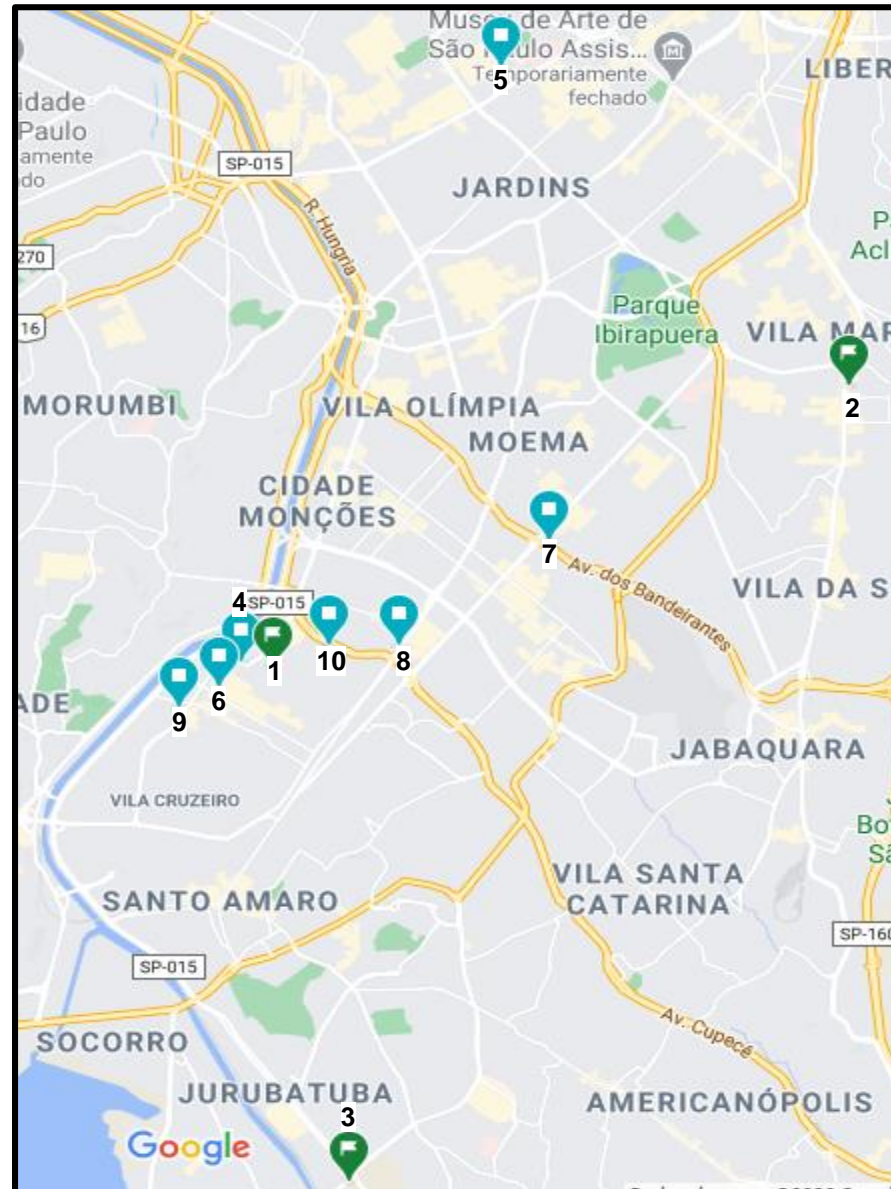 Museu de Arte de
São Paulo Assis...
Temporariamente
fechado
5
LIBER
idade
Paulo
amente
do
SP-015
JARDINS
R. Hungria
270
16
Parque
Ibirapuera
VILA MAR
2
MORUMBI
VILA OLÍMPIA
MOEMA
CIDADE
MONÇÕES
7
Av. dos Bandeirantes
VILA DA S
4
SP-015
1
10
8
6
9
ADE
JABAQUARA
VILA CRUZEIRO
Bo
VILA SANTA
CATARINA
SANTO AMARO
SP-160
SP-015
Av. Cupecê
SOCORRO
JURUBATUBA
3
AMERICANÓPOLIS
Google